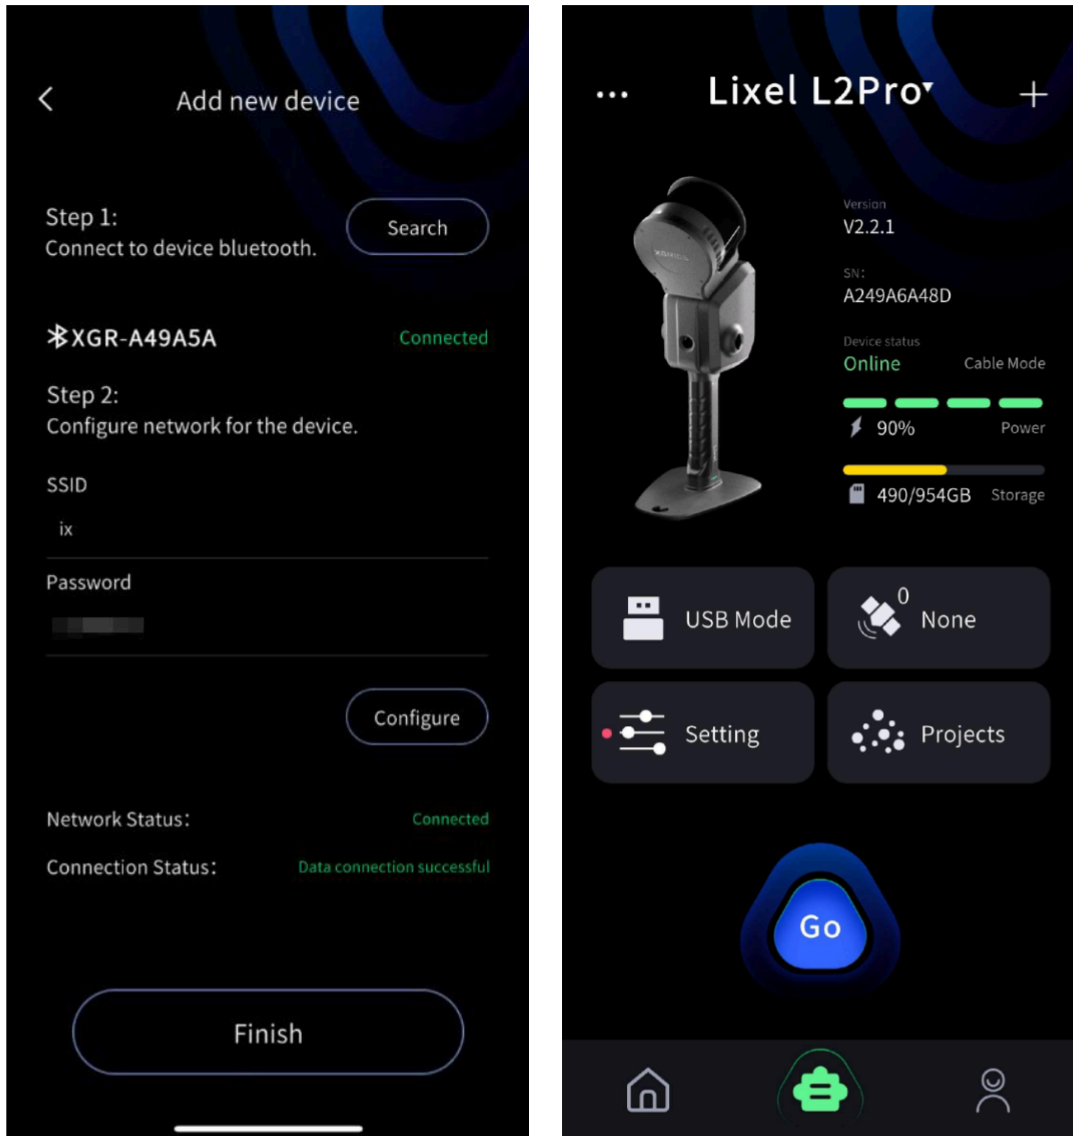 Add new device
Step 1:
Connect to device bluetooth.
Search
XGR-A49A5A
Connected
Step 2:
Configure network for the device.
SSID
ix
Password
Configure
Network Status:
Connected
Connection Status:
Data connection successful
Finish
Lixel L2Pro
Version
V2.2.1
SN:
A249A6A48D
Device status
Online
Cable Mode
90%
Power
490/954GB
Storage
USB Mode
0
None
Setting
Projects
Go